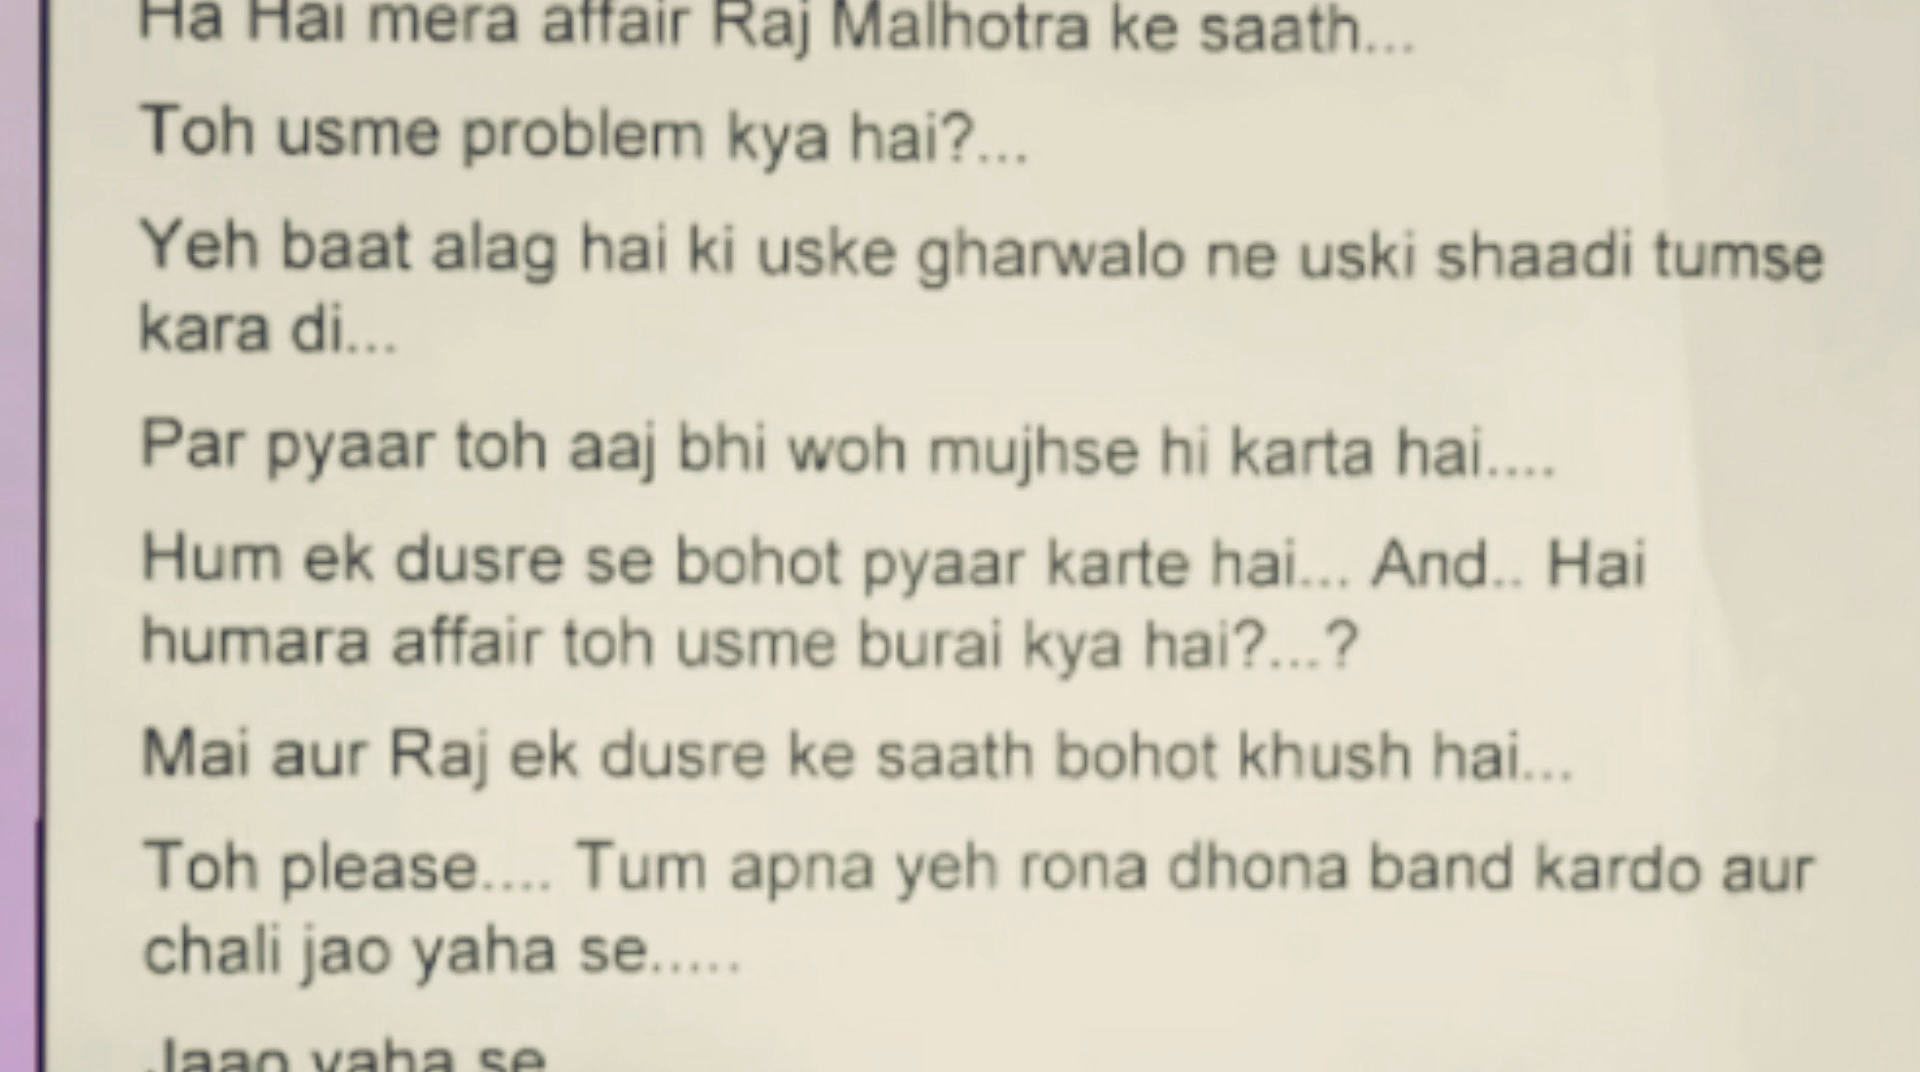 Ha Hai mera affair Raj Malhotra ke saath...
Toh usme problem kya hai?...
Yeh baat alag hai ki uske gharwalo ne uski shaadi tumse
kara di...
Par pyaar toh aaj bhi woh mujhse hi karta hai....
Hum ek dusre se bohot pyaar karte hai... And.. Hai
humara affair toh usme burai kya hai?...?
Mai aur Raj ek dusre ke saath bohot khush hai...
Toh please.... Tum apna yeh rona dhona band kardo aur
chali jao yaha se.....
Jaao yaha se